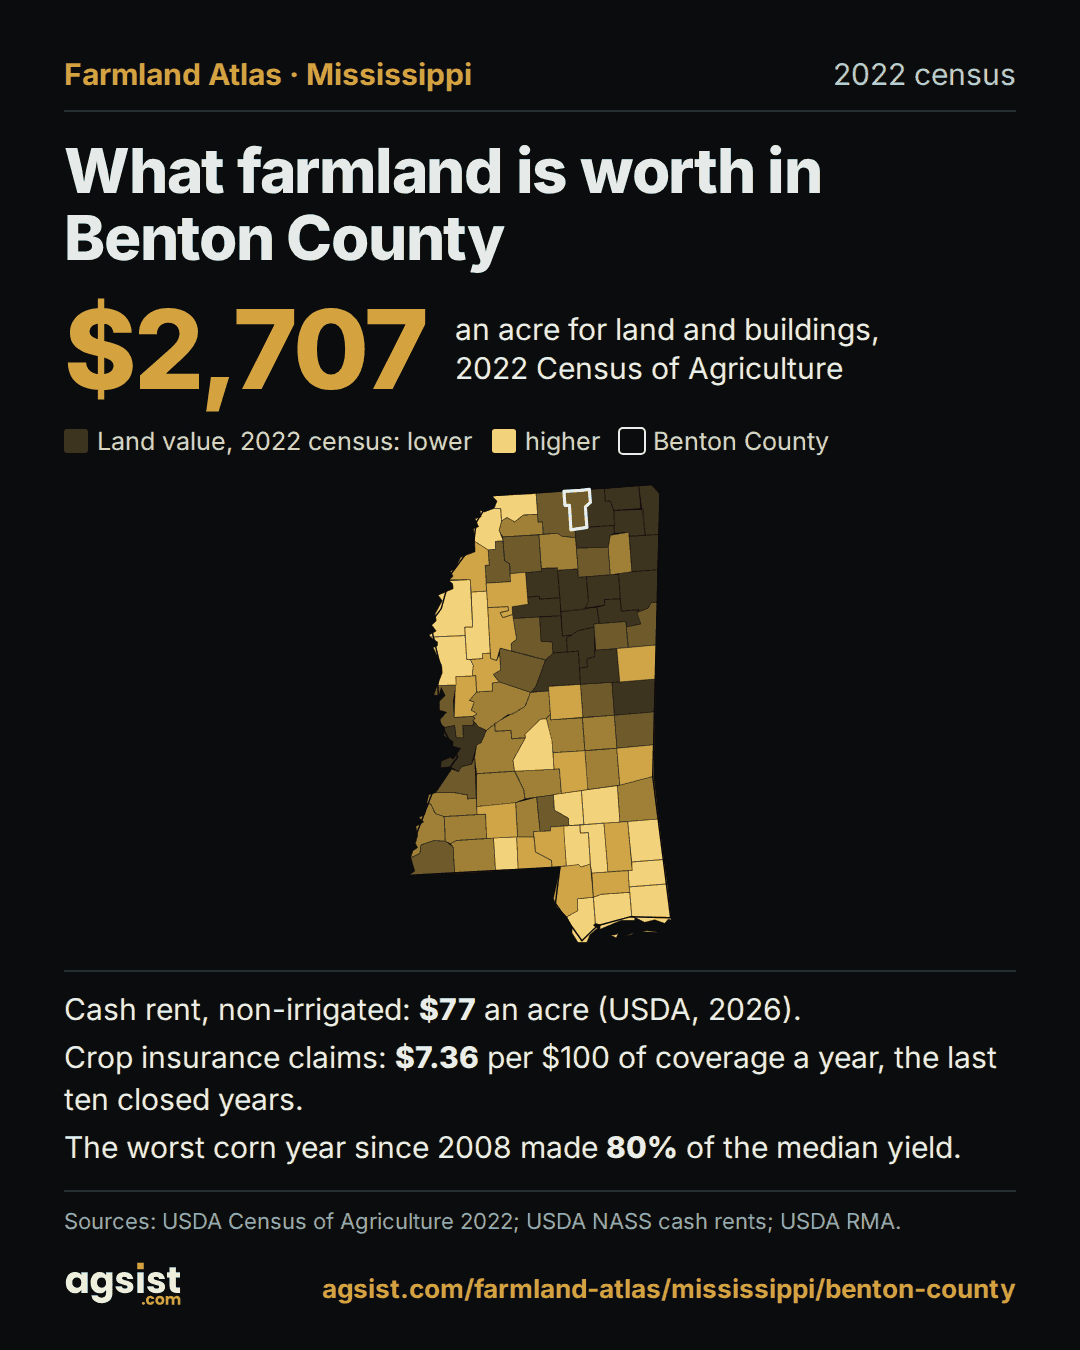 Farmland Atlas · Mississippi
2022 census
What farmland is worth in
Benton County
$2,707
an acre for land and buildings,
2022 Census of Agriculture
Land value, 2022 census: lower
higher
Benton County
Cash rent, non-irrigated: $77 an acre (USDA, 2026).
Crop insurance claims: $7.36 per $100 of coverage a year, the last
ten closed years.
The worst corn year since 2008 made 80% of the median yield.
Sources: USDA Census of Agriculture 2022; USDA NASS cash rents; USDA RMA.
agsist
.com
agsist.com/farmland-atlas/mississippi/benton-county